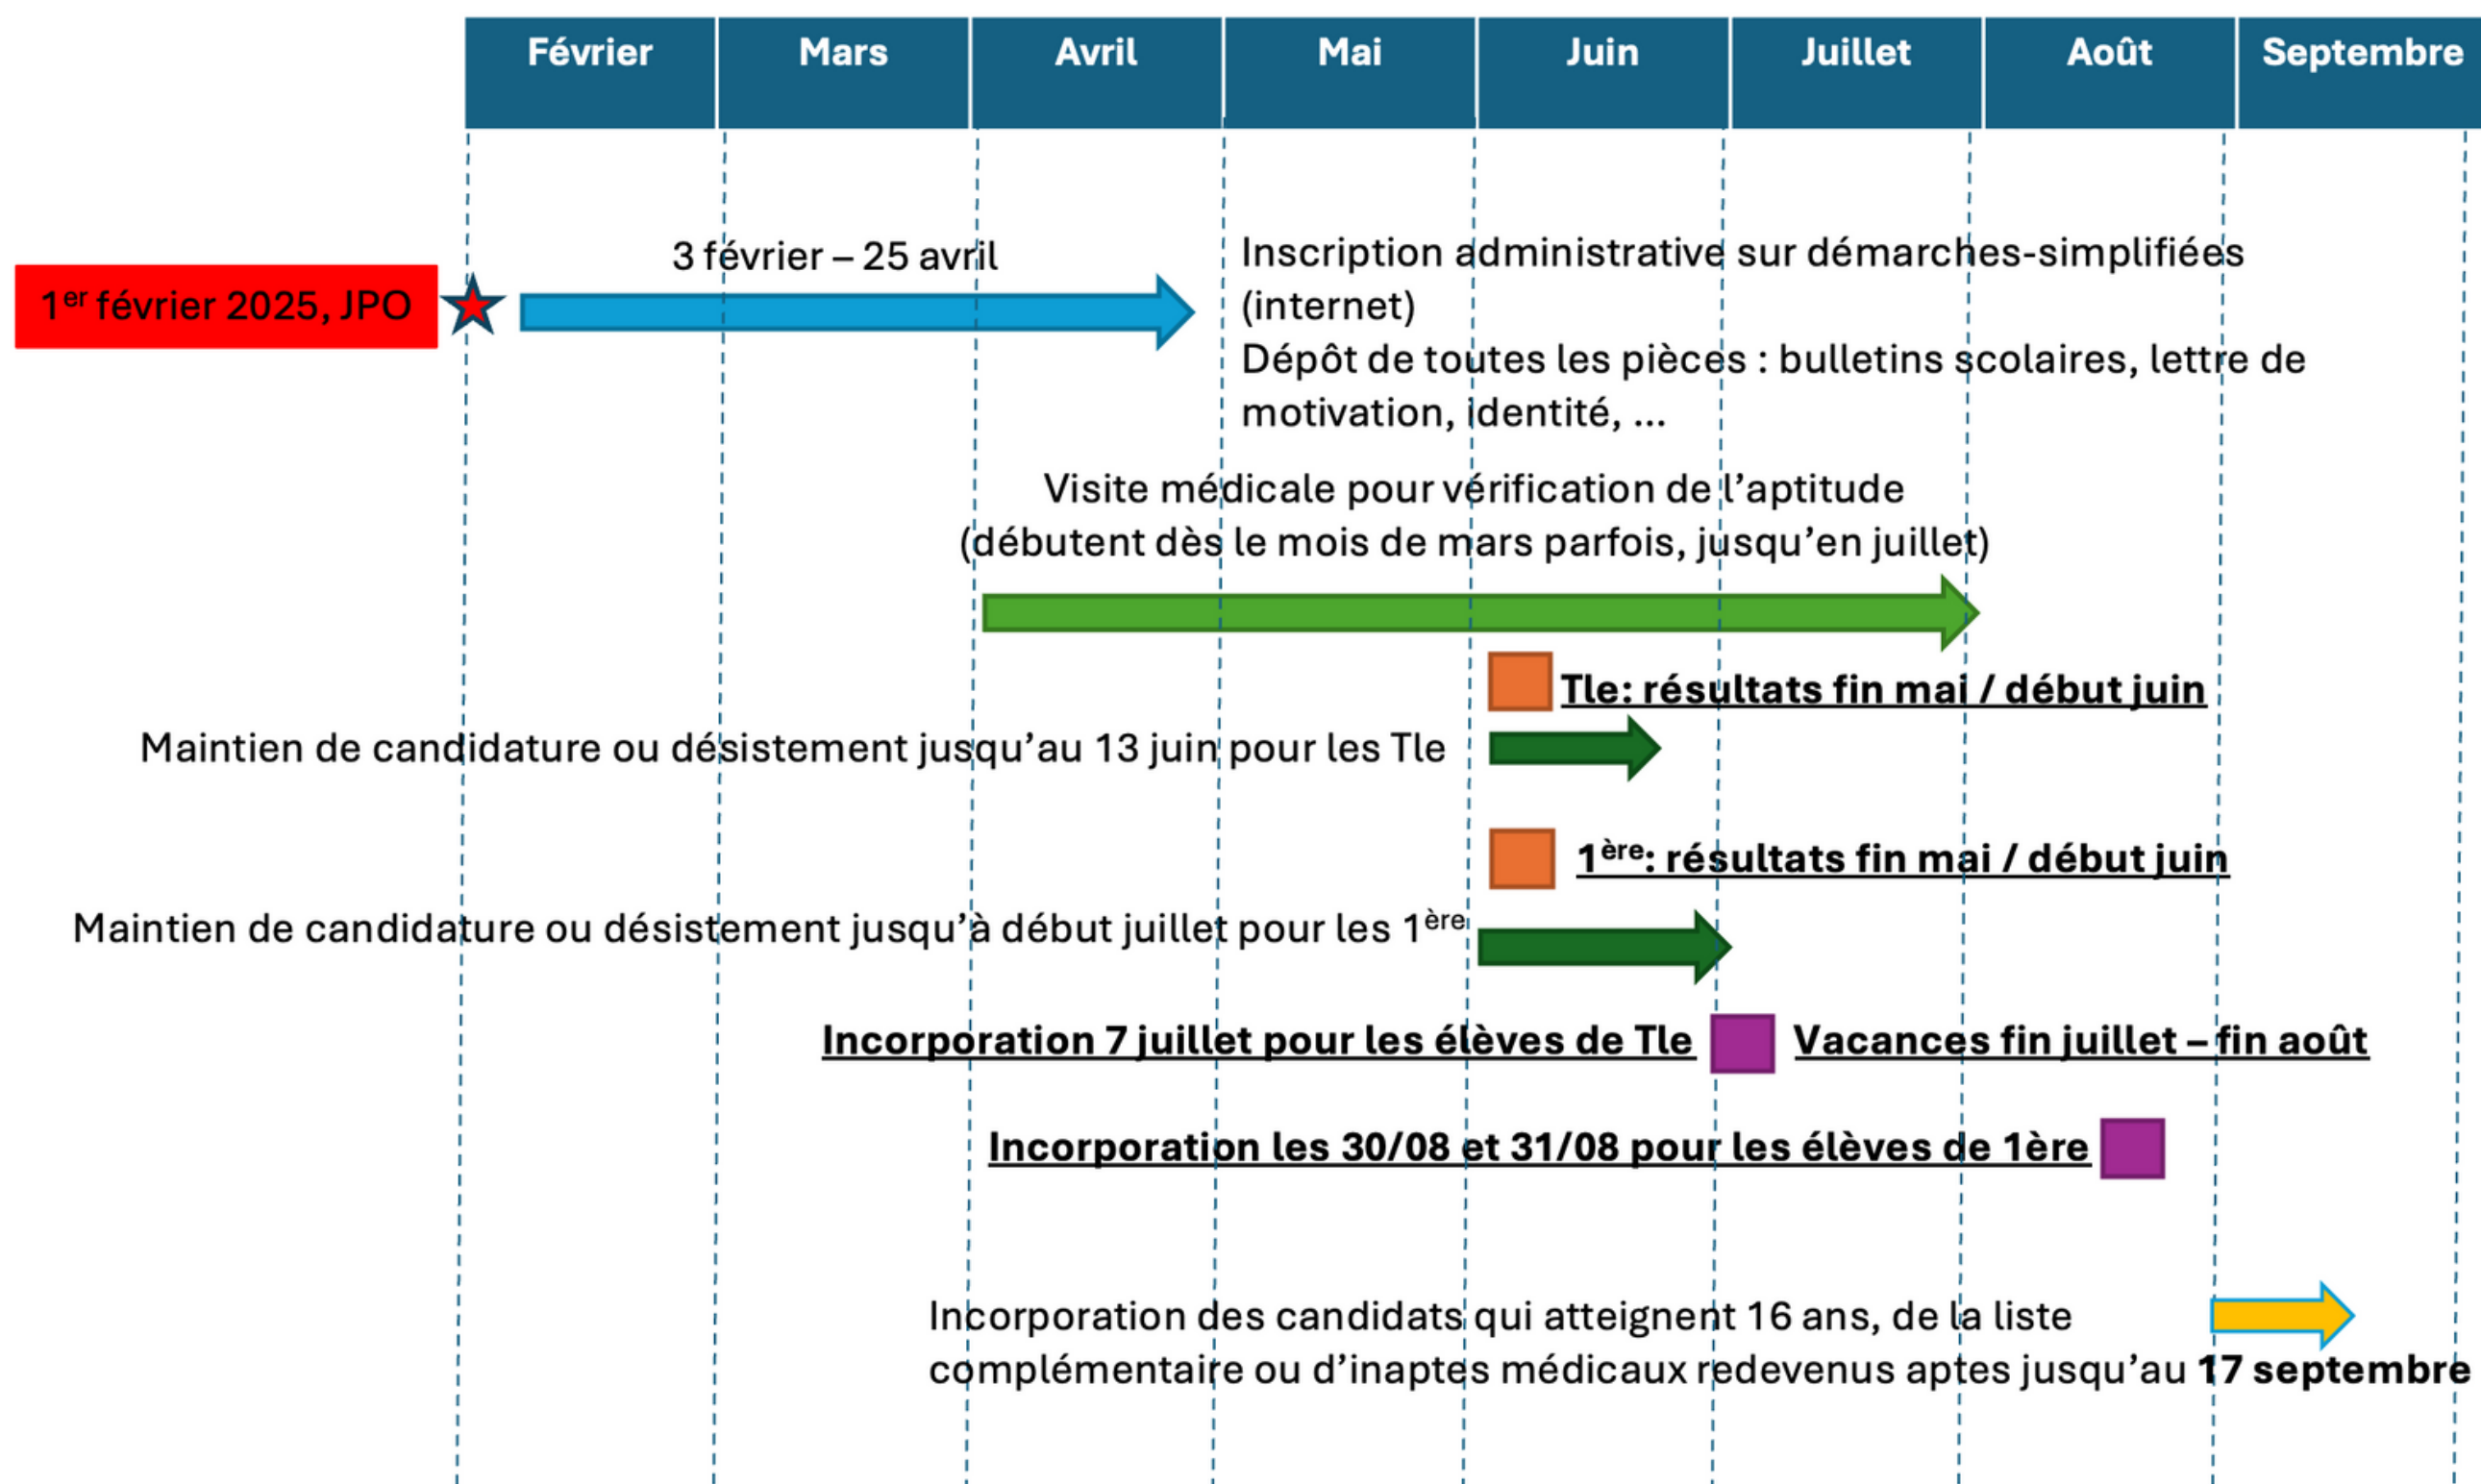 Février
Mars
Avril
Mai
Juin
Juillet
Août
Septembre
1er février 2025, JPO
3 février – 25 avril
Inscription administrative sur démarches-simplifiées
(internet)
Dépôt de toutes les pièces : bulletins scolaires, lettre de
motivation, identité, ...
Visite médicale pour vérification de l’aptitude
(débutent dès le mois de mars parfois, jusqu’en juillet)
Tle: résultats fin mai / début juin
Maintien de candidature ou désistement jusqu’au 13 juin pour les Tle
1ère: résultats fin mai / début juin
Maintien de candidature ou désistement jusqu’à début juillet pour les 1ère
Incorporation 7 juillet pour les élèves de Tle
Vacances fin juillet – fin août
Incorporation les 30/08 et 31/08 pour les élèves de 1ère
Incorporation des candidats qui atteignent 16 ans, de la liste
complémentaire ou d’inaptes médicaux redevenus aptes jusqu’au 17 septembre